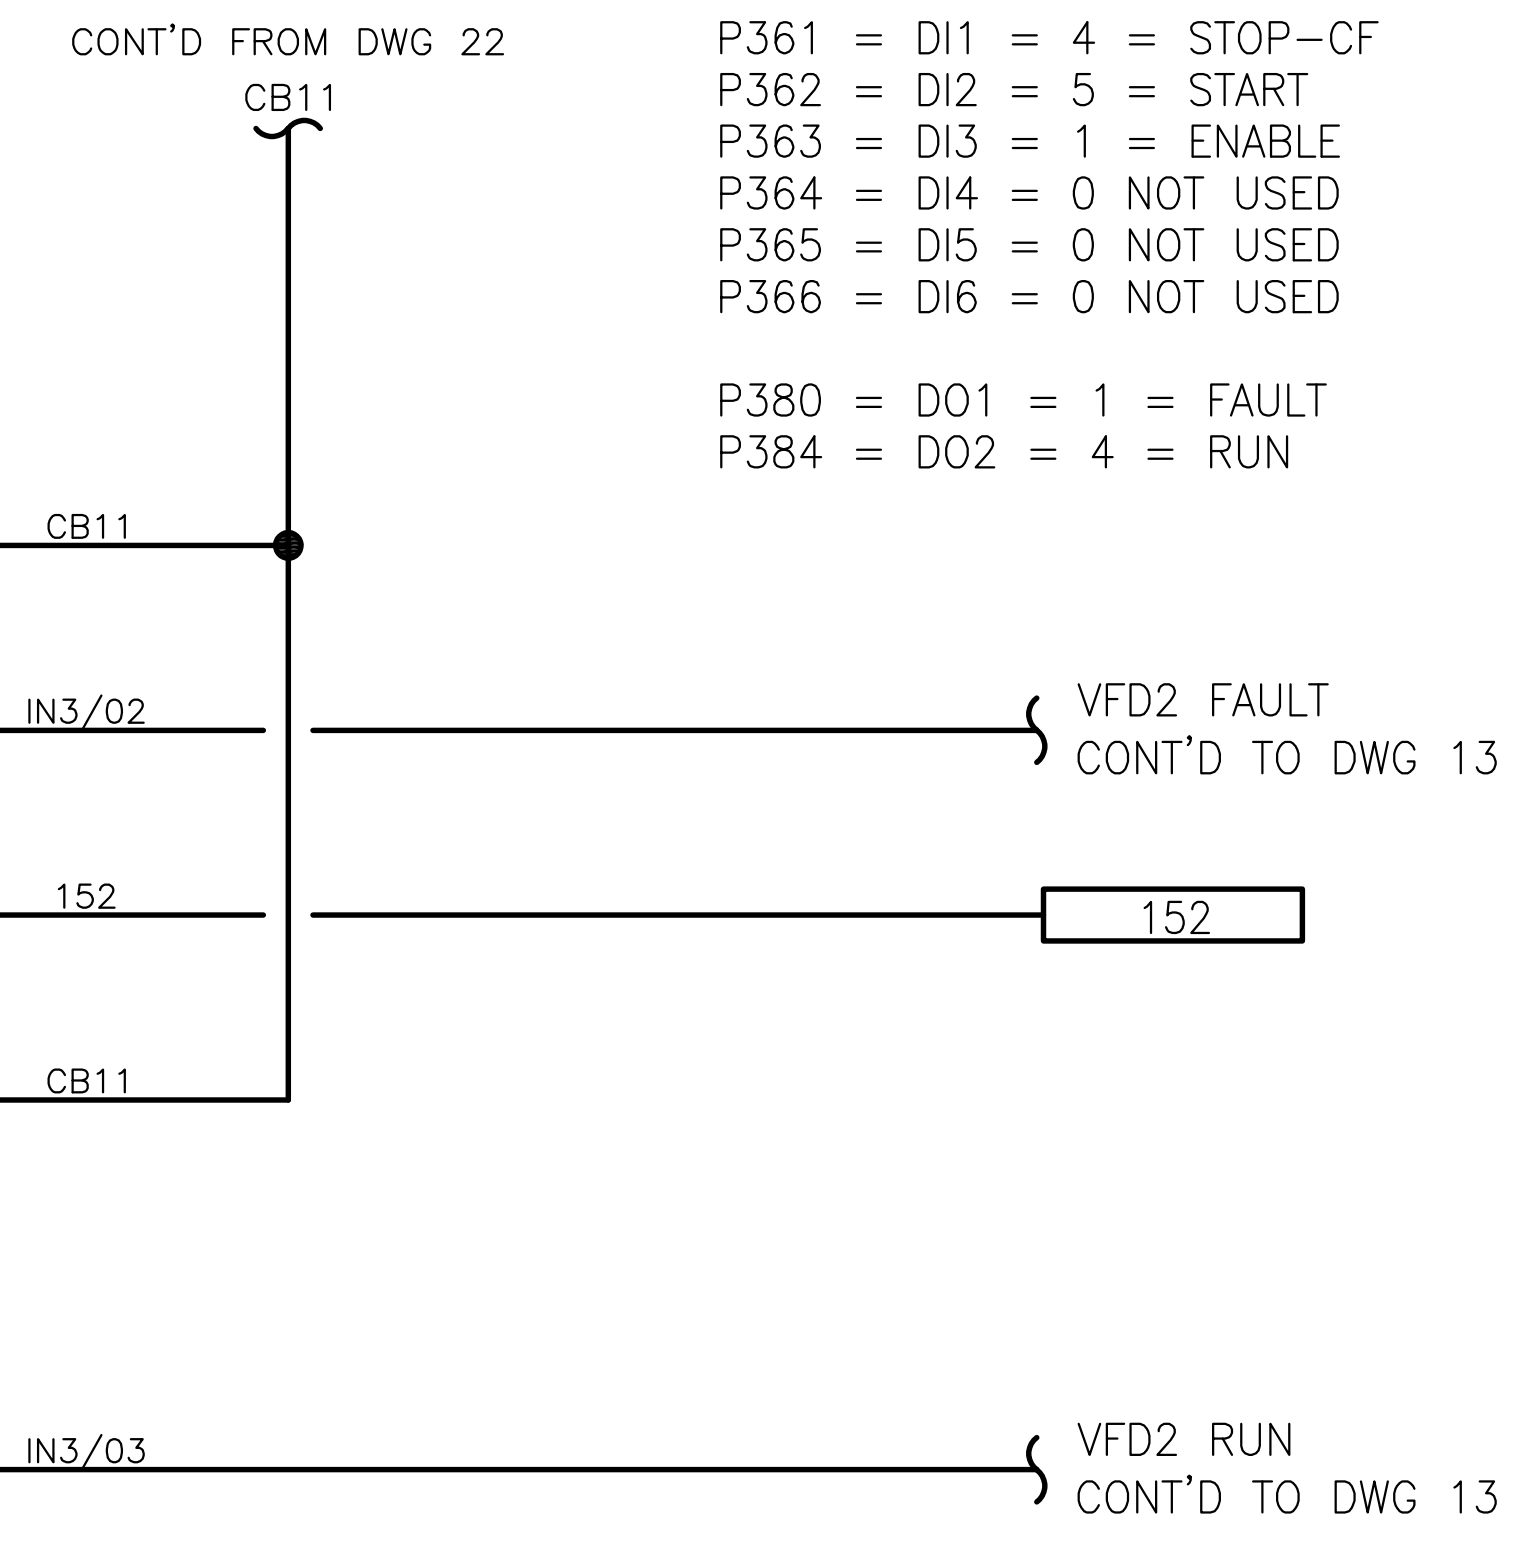 CONT'D FROM DWG 22
CB11
P361 = DI1 = 4 = STOP-CF
P362 = DI2 = 5 = START
P363 = DI3 = 1 = ENABLE
P364 = DI4 = 0 NOT USED
P365 = DI5 = 0 NOT USED
P366 = DI6 = 0 NOT USED
P380 = DO1 = 1 = FAULT
P384 = DO2 = 4 = RUN
CB11
IN3/02
VFD2 FAULT
CONT'D TO DWG 13
152
152
CB11
IN3/03
VFD2 RUN
CONT'D TO DWG 13